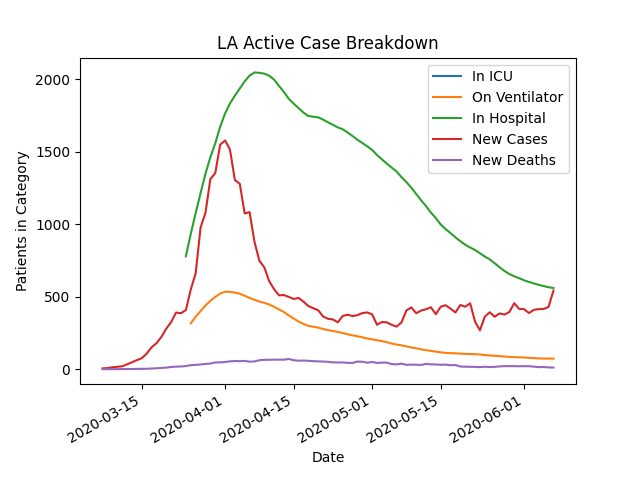 LA Active Case Breakdown
Patients in Category
2000
1500
1000
500
0
In ICU
On Ventilator
In Hospital
New Cases
New Deaths
2020-03-15
2020-04-01
2020-04-15
2020-05-01
2020-05-15
2020-06-01
Date